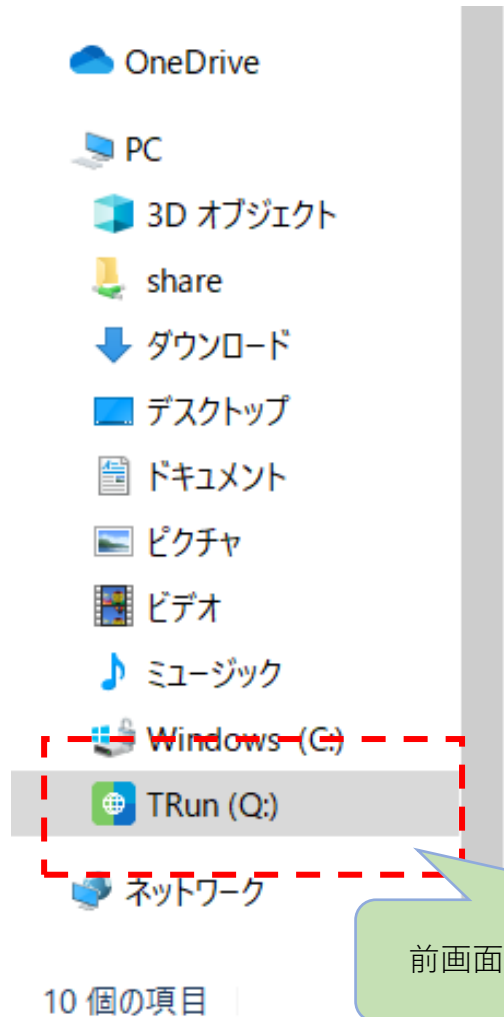 OneDrive
PC
3D オブジェクト
share
ダウンロード
デスクトップ
ドキュメント
ピクチャ
ビデオ
ミュージック
Windows (C:)
TRun (Q:)
ネットワーク
前画面
10 個の項目